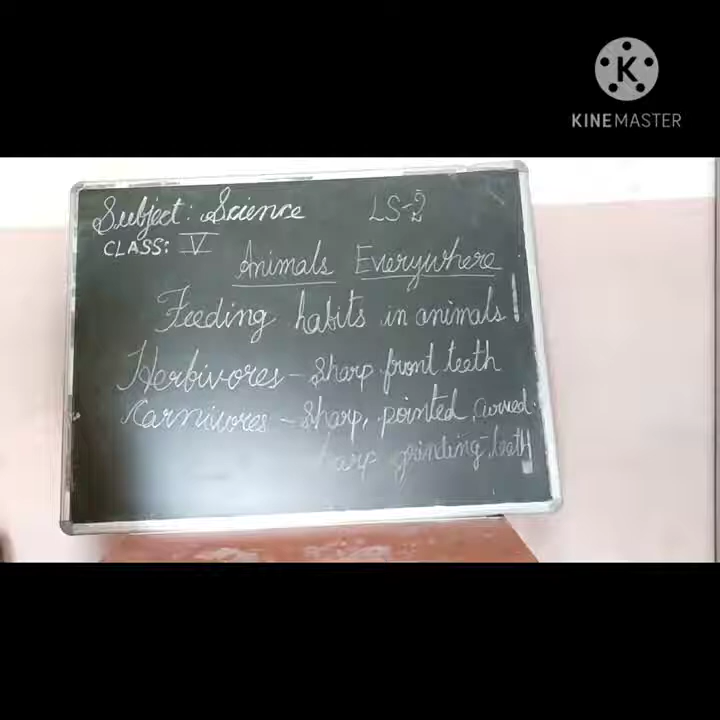 KINEMASTER
Subject: Science LS-2
CLASS: V
Animals Everywhere
Feeding habits in animals
Herbivores - Sharp front teeth
Carnivores - Sharp, pointed, curved.
grinding teeth